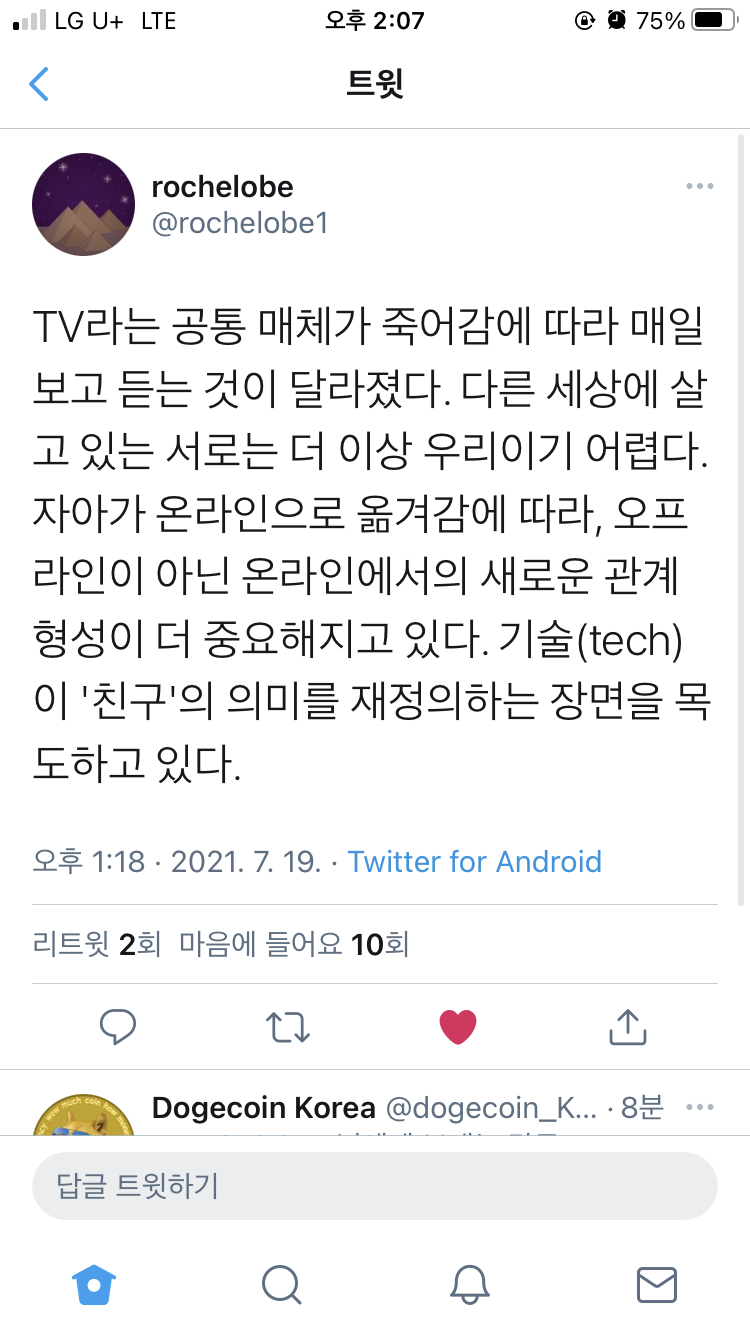 LG U+ LTE 오후 2:07 75%
트윗
rochelobe
@rochelobe1
TV라는 공통 매체가 죽어감에 따라 매일
보고 듣는 것이 달라졌다. 다른 세상에 살
고 있는 서로는 더 이상 우리이기 어렵다.
자아가 온라인으로 옮겨감에 따라, 오프
라인이 아닌 온라인에서의 새로운 관계
형성이 더 중요해지고 있다. 기술(tech)
이 '친구'의 의미를 재정의하는 장면을 목
도하고 있다.
오후 1:18 · 2021. 7. 19. · Twitter for Android
리트윗 2회 마음에 들어요 10회
wow much coin how money
Dogecoin Korea @dogecoin_K... · 8분
답글 트윗하기